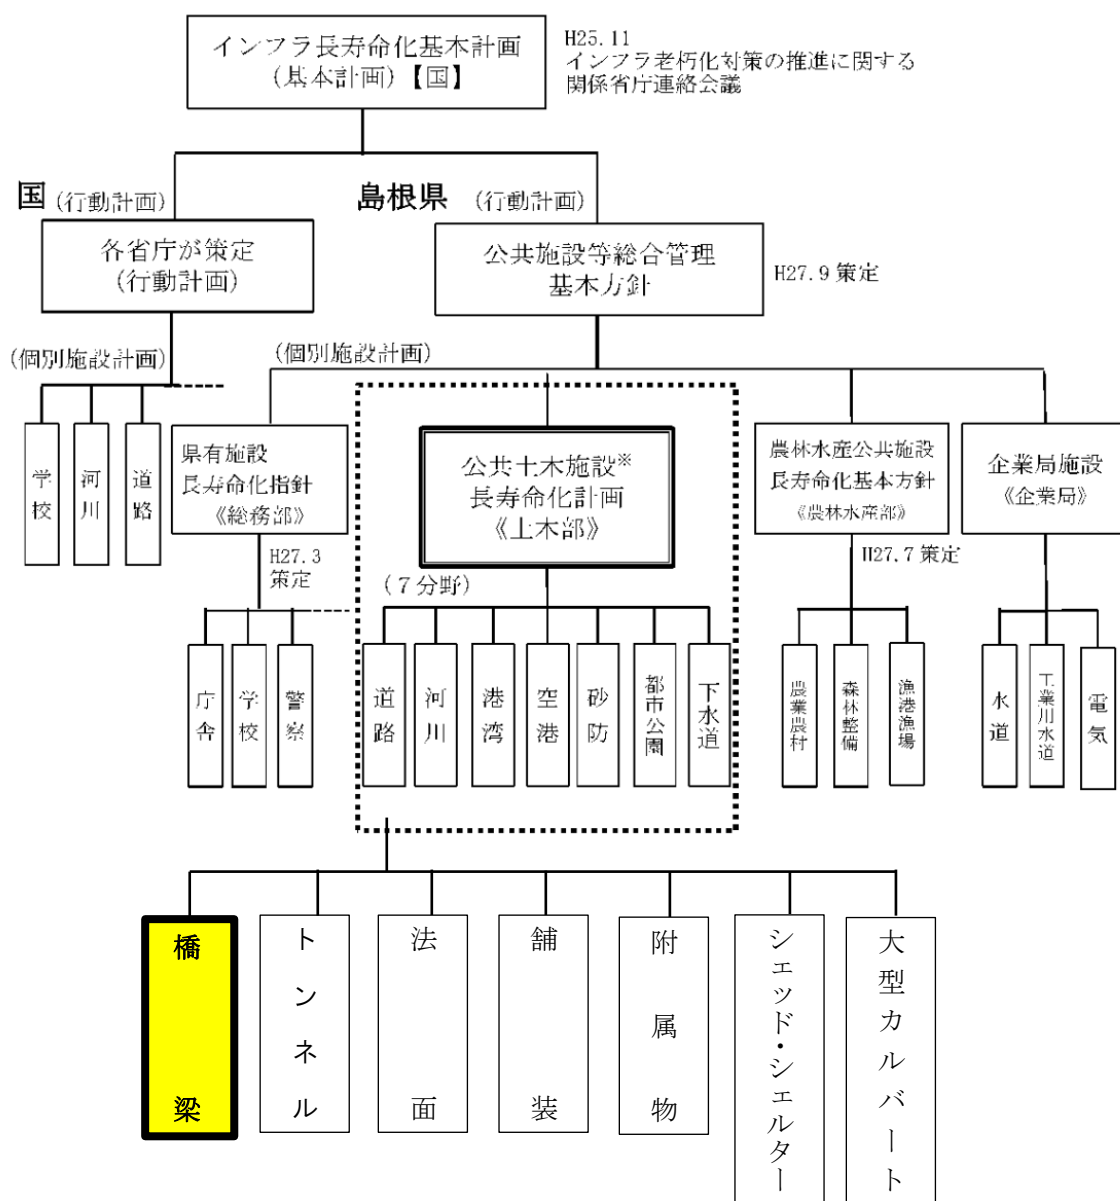 インフラ長寿命化基本計画
(基本計画)【国】
H25.11
インフラ老朽化対策の推進に関する
関係省庁連絡会議
国 (行動計画)
島根県 (行動計画)
各省庁が策定
(行動計画)
公共施設等総合管理
基本方針
H27.9 策定
(個別施設計画)
(個別施設計画)
学校
河川
道路
県有施設
長寿命化指針
《総務部》
公共土木施設※
長寿命化計画
《土木部》
農林水産公共施設
長寿命化基本方針
《農林水産部》
企業局施設
《企業局》
H27.3
策定
(7分野)
H27.7 策定
庁舎
学校
警察
道路
河川
港湾
空港
砂防
都市公園
下水道
農業農村
森林整備
漁港漁場
水道
工業用水道
電気
橋梁
トンネル
法面
舗装
附属物
シェッド・シェルター
大型カルバート